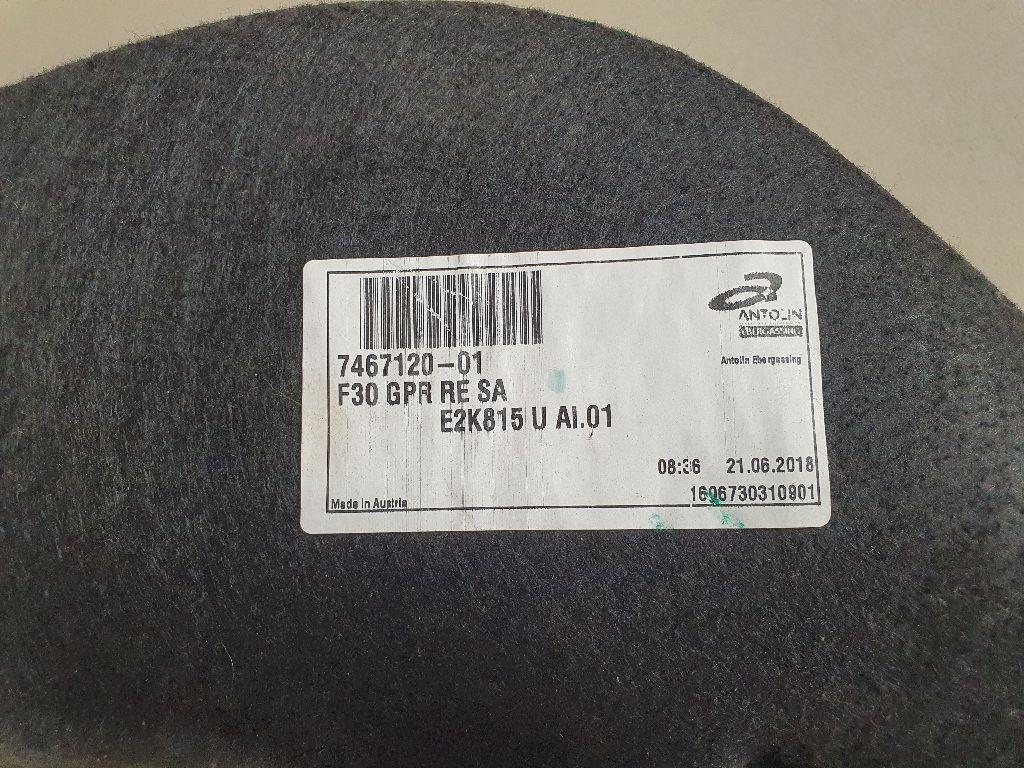 ANTOLIN
EBERGASSING
7467120-01
Antolin Ebergassing
F30 GPR RE SA
E2K815 U AI.01
08:36 21.06.2018
1606730310901
Made in Austria